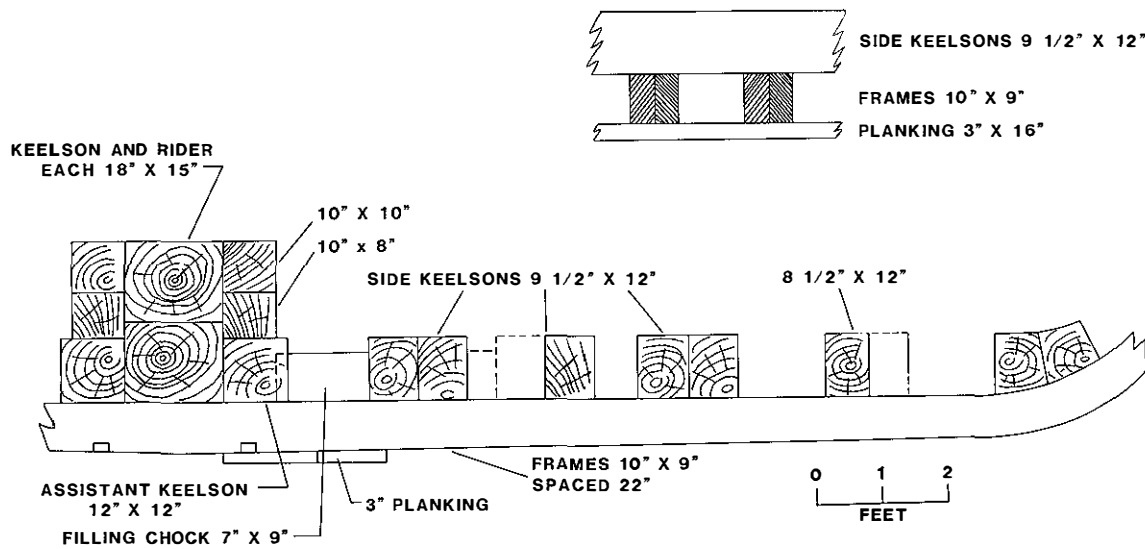 SIDE KEELSONS 9 1/2" X 12"
FRAMES 10" X 9"
PLANKING 3" X 16"
KEELSON AND RIDER
EACH 18" X 15"
10" X 10"
10" x 8"
SIDE KEELSONS 9 1/2" X 12"
8 1/2" X 12"
ASSISTANT KEELSON
12" X 12"
FILLING CHOCK 7" X 9"
3" PLANKING
FRAMES 10" X 9"
SPACED 22"
0 1 2
FEET